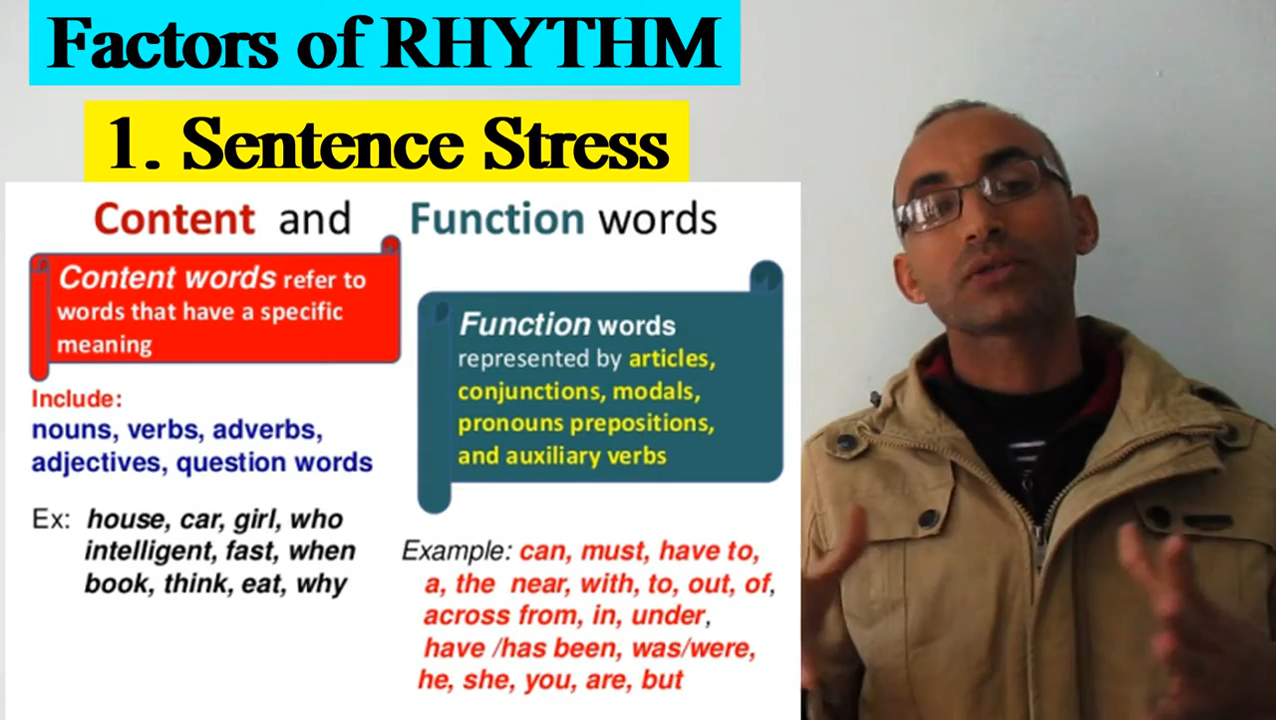 Factors of RHYTHM
1. Sentence Stress
Content and Function words
Content words refer to
words that have a specific
meaning
Include:
nouns, verbs, adverbs,
adjectives, question words
Ex: house, car, girl, who
intelligent, fast, when
book, think, eat, why
Function words
represented by articles,
conjunctions, modals,
pronouns prepositions,
and auxiliary verbs
Example: can, must, have to,
a, the near, with, to, out, of,
across from, in, under,
have /has been, was/were,
he, she, you, are, but